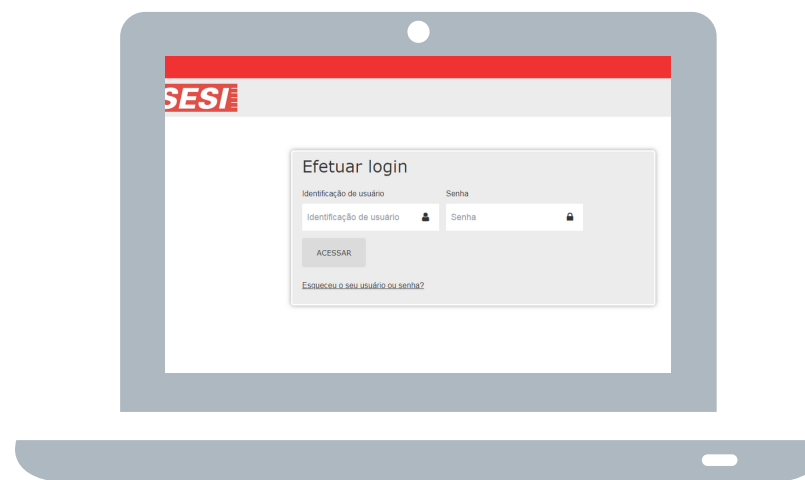 SESI
Efetuar login
Identificação de usuário Senha
Identificação de usuário Senha
ACESSAR
Esqueceu o seu usuário ou senha?